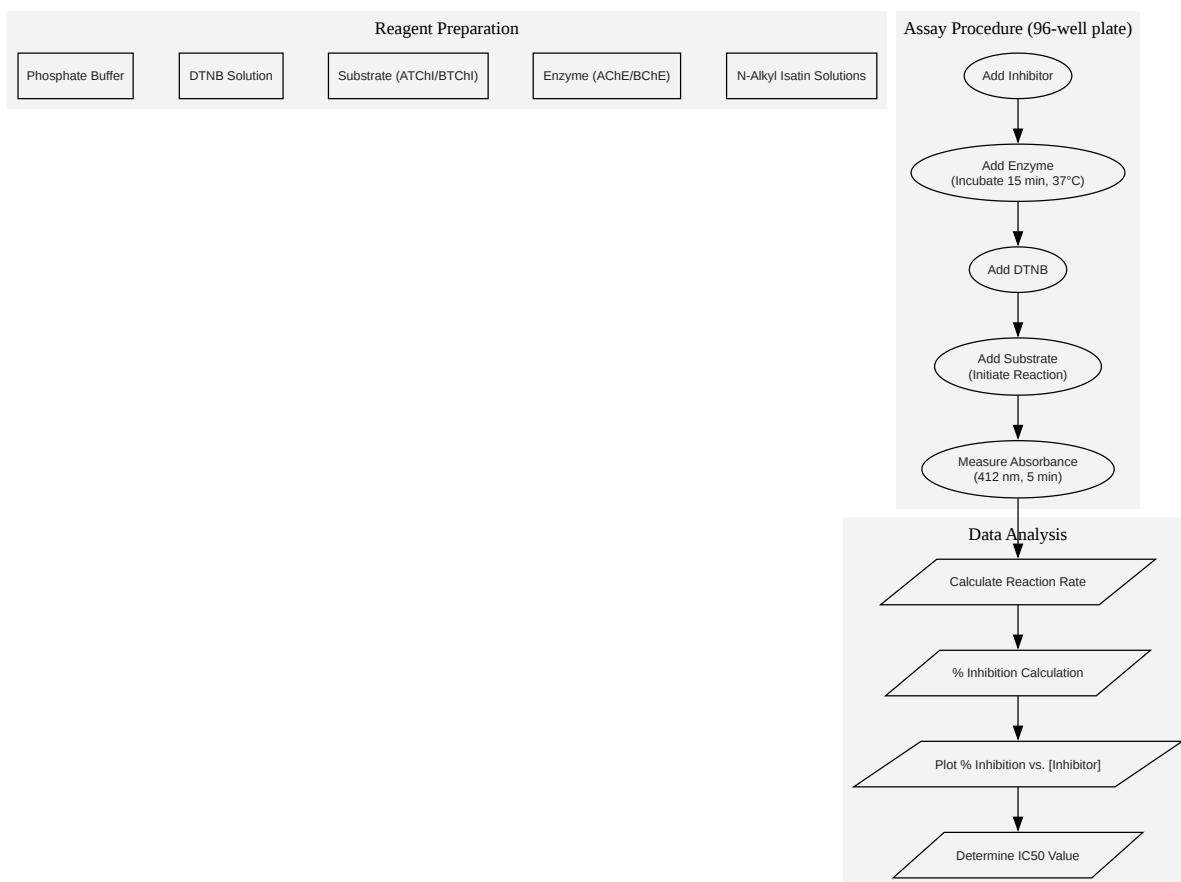 Reagent Preparation
Phosphate Buffer
DTNB Solution
Substrate (ATChI/BTChI)
Enzyme (AChE/BChE)
N-Alkyl Isatin Solutions
Assay Procedure (96-well plate)
Add Inhibitor
Add Enzyme
(Incubate 15 min, 37°C)
Add DTNB
Add Substrate
(Initiate Reaction)
Measure Absorbance
(412 nm, 5 min)
Data Analysis
Calculate Reaction Rate
% Inhibition Calculation
Plot % Inhibition vs. [Inhibitor]
Determine IC50 Value